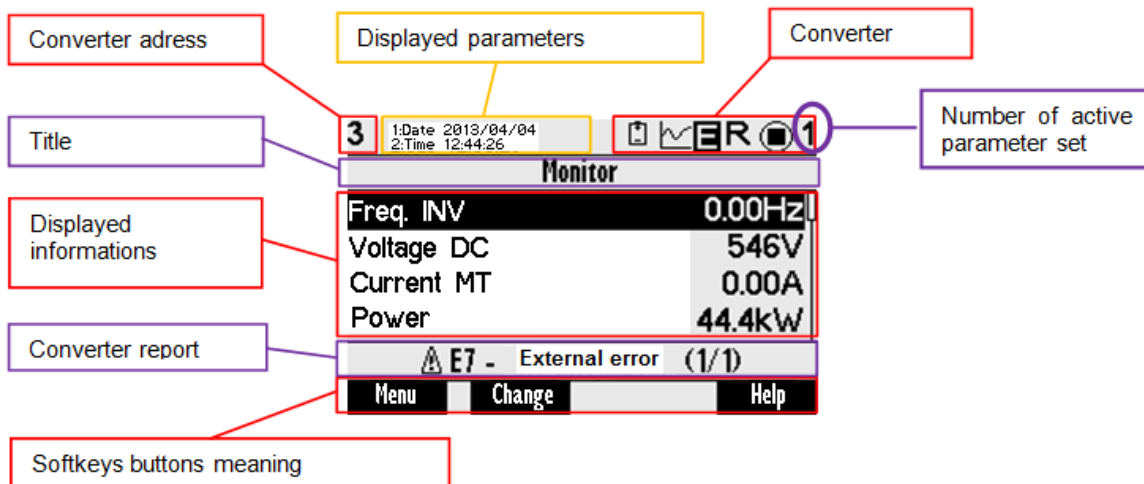 Converter adress
Displayed parameters
Converter
Number of active
parameter set
Title
Displayed
informations
Converter report
Softkeys buttons meaning
3
1:Date 2013/04/04
2:Time 12:44:26
E R 1
Monitor
Freq. INV 0.00Hz
Voltage DC 546V
Current MT 0.00A
Power 44.4kW
E7 - External error (1/1)
Menu Change Help